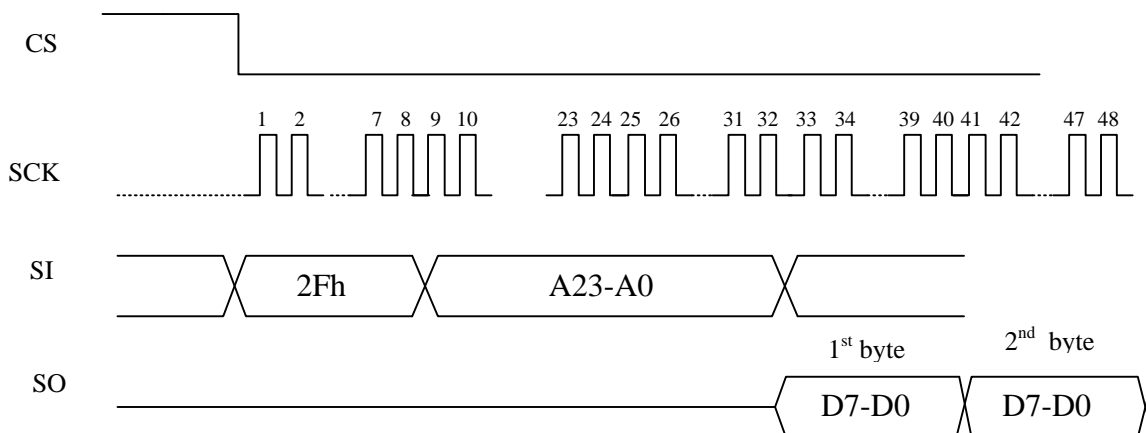 CS
1 2 7 8 9 10 23 24 25 26 31 32 33 34 39 40 41 42 47 48
SCK
SI 2Fh A23-A0
1st byte 2nd byte
SO D7-D0 D7-D0